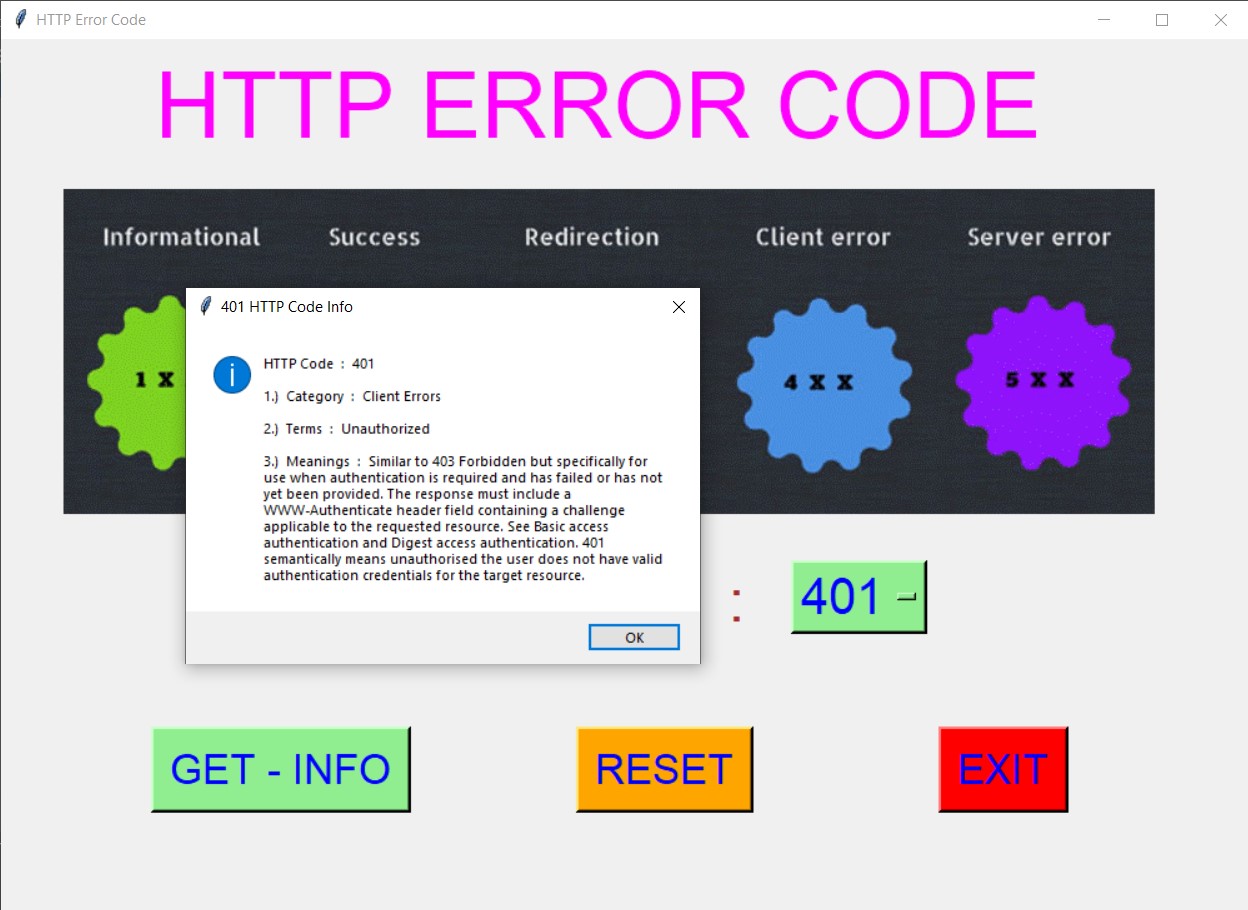 HTTP Error Code
HTTP ERROR CODE
Informational Success Redirection Client error Server error
1 X
4 X X
5 X X
401 HTTP Code Info
HTTP Code : 401
1.) Category : Client Errors
2.) Terms : Unauthorized
3.) Meanings : Similar to 403 Forbidden but specifically for
use when authentication is required and has failed or has not
yet been provided. The response must include a
WWW-Authenticate header field containing a challenge
applicable to the requested resource. See Basic access
authentication and Digest access authentication. 401
semantically means unauthorised the user does not have valid
authentication credentials for the target resource.
OK
: 401
GET - INFO RESET EXIT